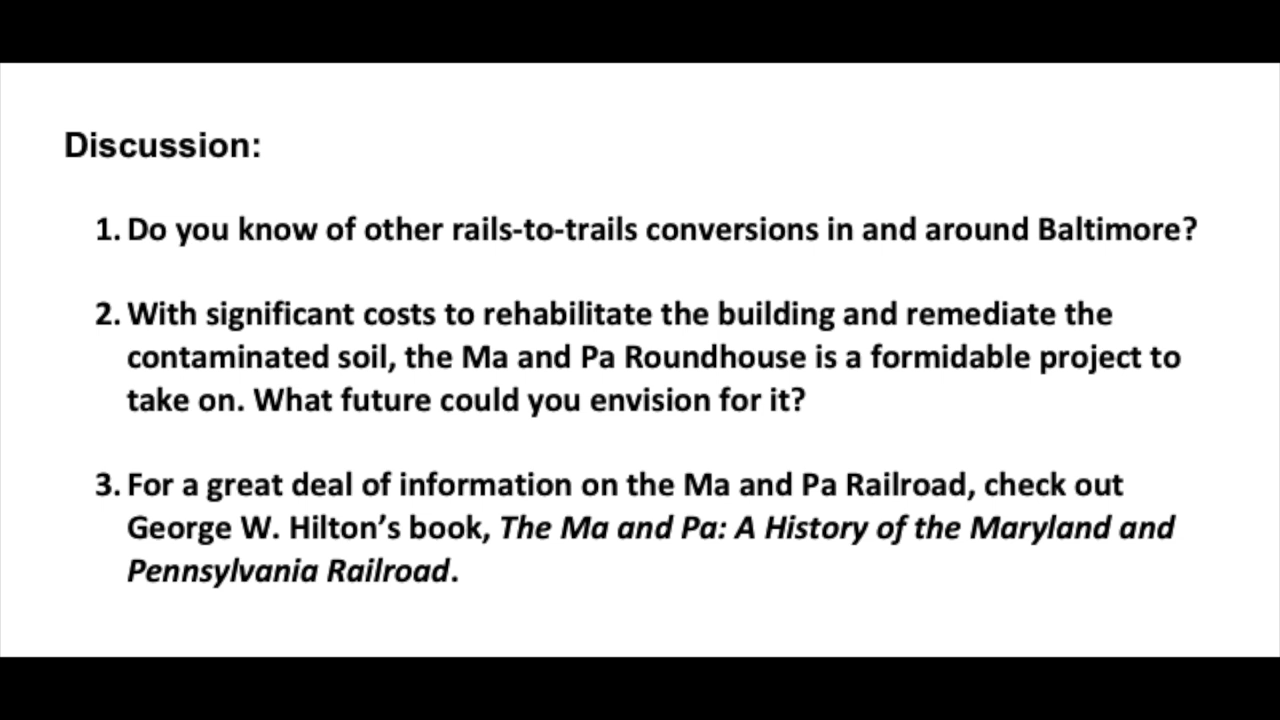 Discussion:
1. Do you know of other rails-to-trails conversions in and around Baltimore?
2. With significant costs to rehabilitate the building and remediate the
contaminated soil, the Ma and Pa Roundhouse is a formidable project to
take on. What future could you envision for it?
3. For a great deal of information on the Ma and Pa Railroad, check out
George W. Hilton’s book, The Ma and Pa: A History of the Maryland and
Pennsylvania Railroad.